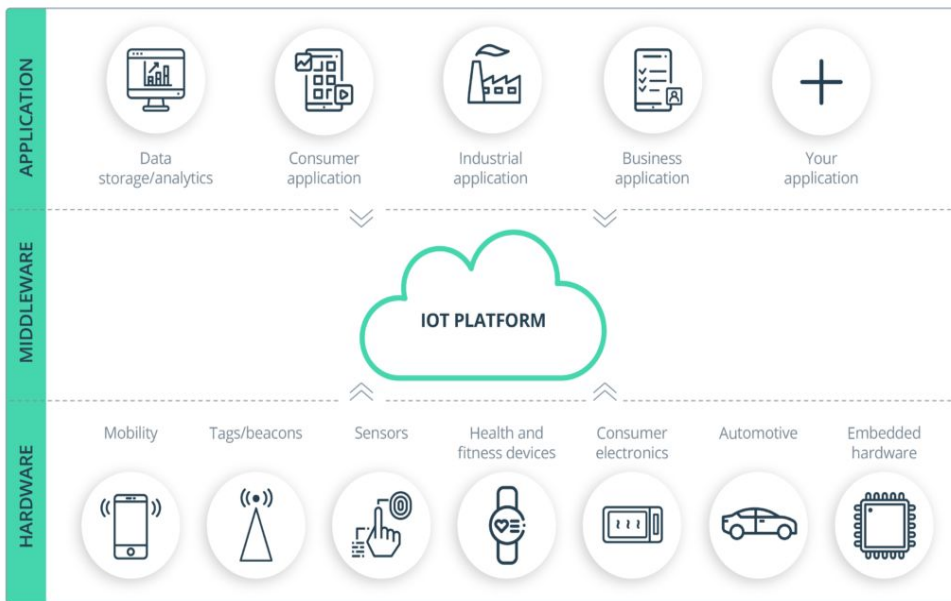 APPLICATION
Data
storage/analytics
Consumer
application
Industrial
application
Business
application
Your
application
MIDDLEWARE
IOT PLATFORM
HARDWARE
Mobility
Tags/beacons
Sensors
Health and
fitness devices
Consumer
electronics
Automotive
Embedded
hardware